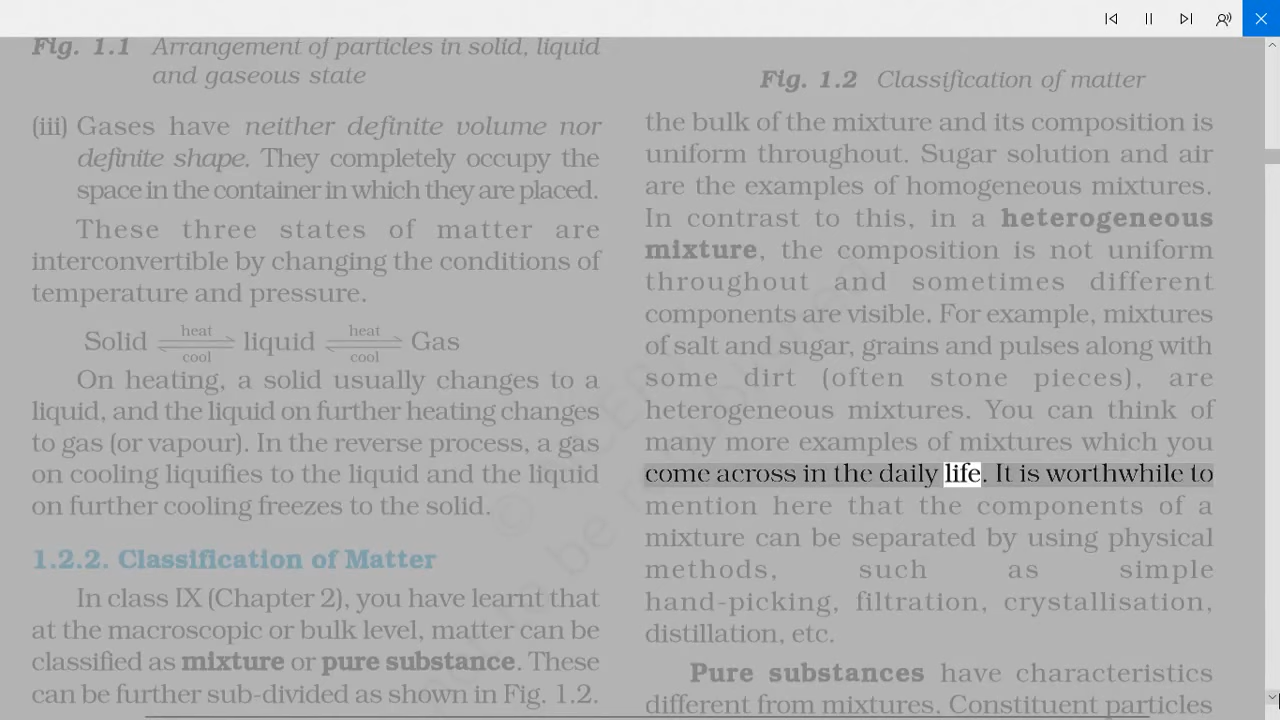 Fig. 1.1 Arrangement of particles in solid, liquid
and gaseous state
(iii) Gases have neither definite volume nor
definite shape. They completely occupy the
space in the container in which they are placed.
These three states of matter are
interconvertible by changing the conditions of
temperature and pressure.
heat heat
Solid liquid Gas
cool cool
On heating, a solid usually changes to a
liquid, and the liquid on further heating changes
to gas (or vapour). In the reverse process, a gas
on cooling liquifies to the liquid and the liquid
on further cooling freezes to the solid.
1.2.2. Classification of Matter
In class IX (Chapter 2), you have learnt that
at the macroscopic or bulk level, matter can be
classified as mixture or pure substance. These
can be further sub-divided as shown in Fig. 1.2.
Fig. 1.2 Classification of matter
the bulk of the mixture and its composition is
uniform throughout. Sugar solution and air
are the examples of homogeneous mixtures.
In contrast to this, in a heterogeneous
mixture, the composition is not uniform
throughout and sometimes different
components are visible. For example, mixtures
of salt and sugar, grains and pulses along with
some dirt (often stone pieces), are
heterogeneous mixtures. You can think of
many more examples of mixtures which you
come across in the daily life. It is worthwhile to
mention here that the components of a
mixture can be separated by using physical
methods, such as simple
hand-picking, filtration, crystallisation,
distillation, etc.
Pure substances have characteristics
different from mixtures. Constituent particles